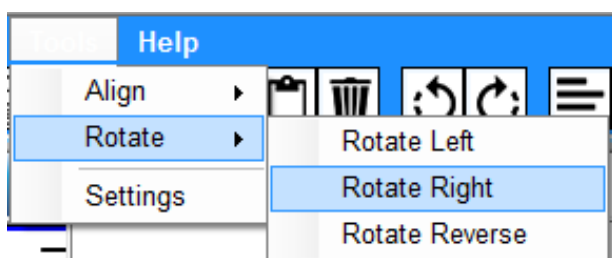 Tools Help
Align
Rotate
Settings
Rotate Left
Rotate Right
Rotate Reverse